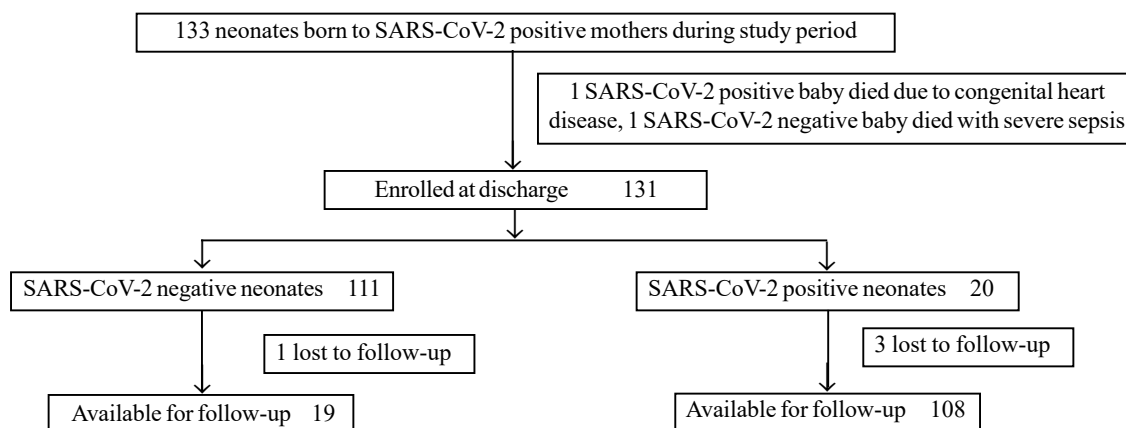 133 neonates born to SARS-CoV-2 positive mothers during study period
1 SARS-CoV-2 positive baby died due to congenital heart
disease, 1 SARS-CoV-2 negative baby died with severe sepsis
Enrolled at discharge 131
SARS-CoV-2 negative neonates 111
SARS-CoV-2 positive neonates 20
1 lost to follow-up
3 lost to follow-up
Available for follow-up 19
Available for follow-up 108